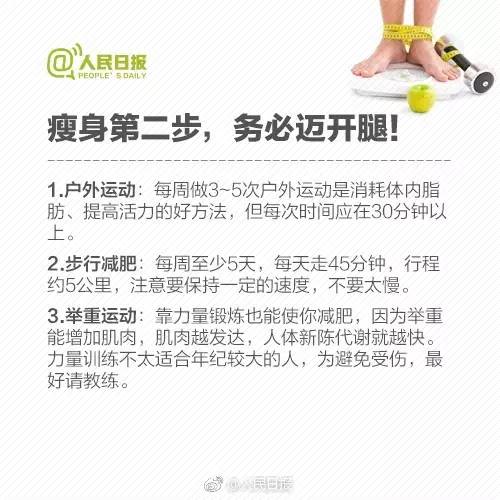 @人民日报
PEOPLE'S DAILY
瘦身第二步，务必迈开腿！
1.户外运动：每周做3~5次户外运动是消耗体内脂
肪、提高活力的好方法，但每次时间应在30分钟以
上。
2.步行减肥：每周至少5天，每天走45分钟，行程
约5公里，注意要保持一定的速度，不要太慢。
3.举重运动：靠力量锻炼也能使你减肥，因为举重
能增加肌肉，肌肉越发达，人体新陈代谢就越快。
力量训练不太适合年纪较大的人，为避免受伤，最
好请教练。
@人民日报